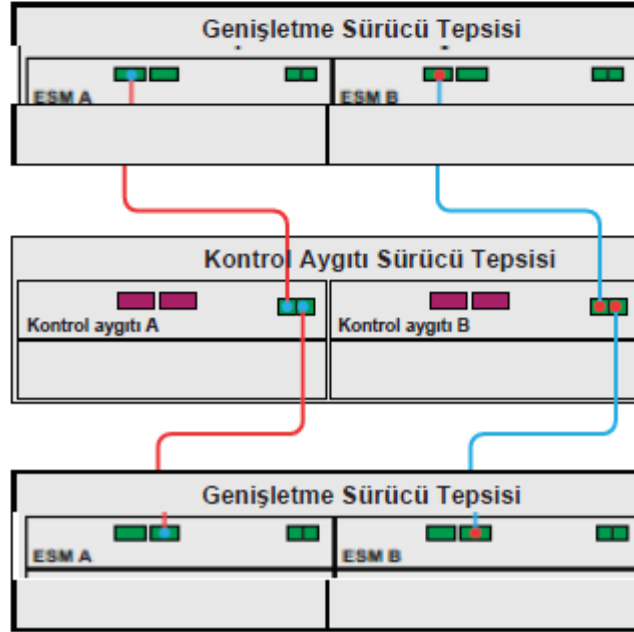 Genişletme Sürücü Tepsisi
ESM A
ESM B
Kontrol Aygıtı Sürücü Tepsisi
Kontrol aygıtı A
Kontrol aygıtı B
Genişletme Sürücü Tepsisi
ESM A
ESM B